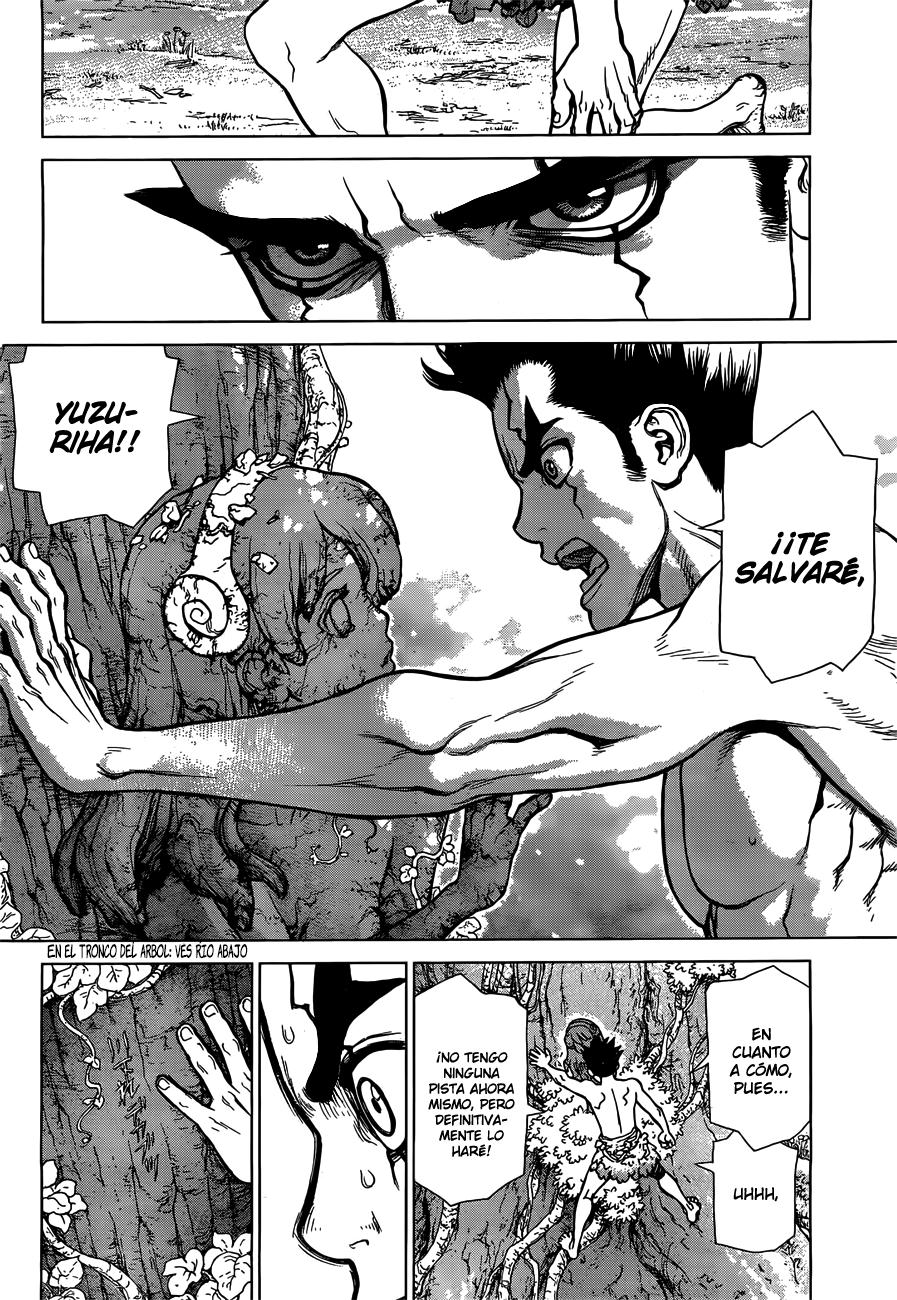 ¡¡TE
SALVARÉ,
YUZU-
RIHA!!
EN EL TRONCO DEL ARBOL: VES RIO ABAJO
EN
CUANTO
A CÓMO,
PUES...
UHHH,
¡NO TENGO
NINGUNA
PISTA AHORA
MISMO, PERO
DEFINITIVA-
MENTE LO
HARÉ!